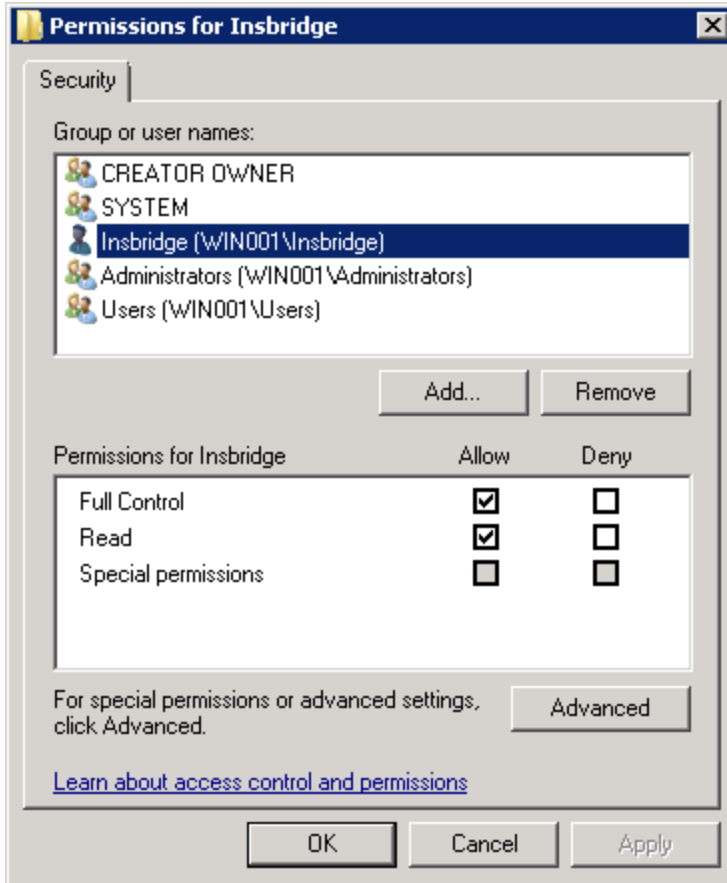 Permissions for Insbridge
Security
Group or user names:
CREATOR OWNER
SYSTEM
Insbridge (WIN001\Insbridge)
Administrators (WIN001\Administrators)
Users (WIN001\Users)
Add... Remove
Permissions for Insbridge Allow Deny
Full Control
Read
Special permissions
For special permissions or advanced settings,
click Advanced.
Advanced
Learn about access control and permissions
OK Cancel Apply